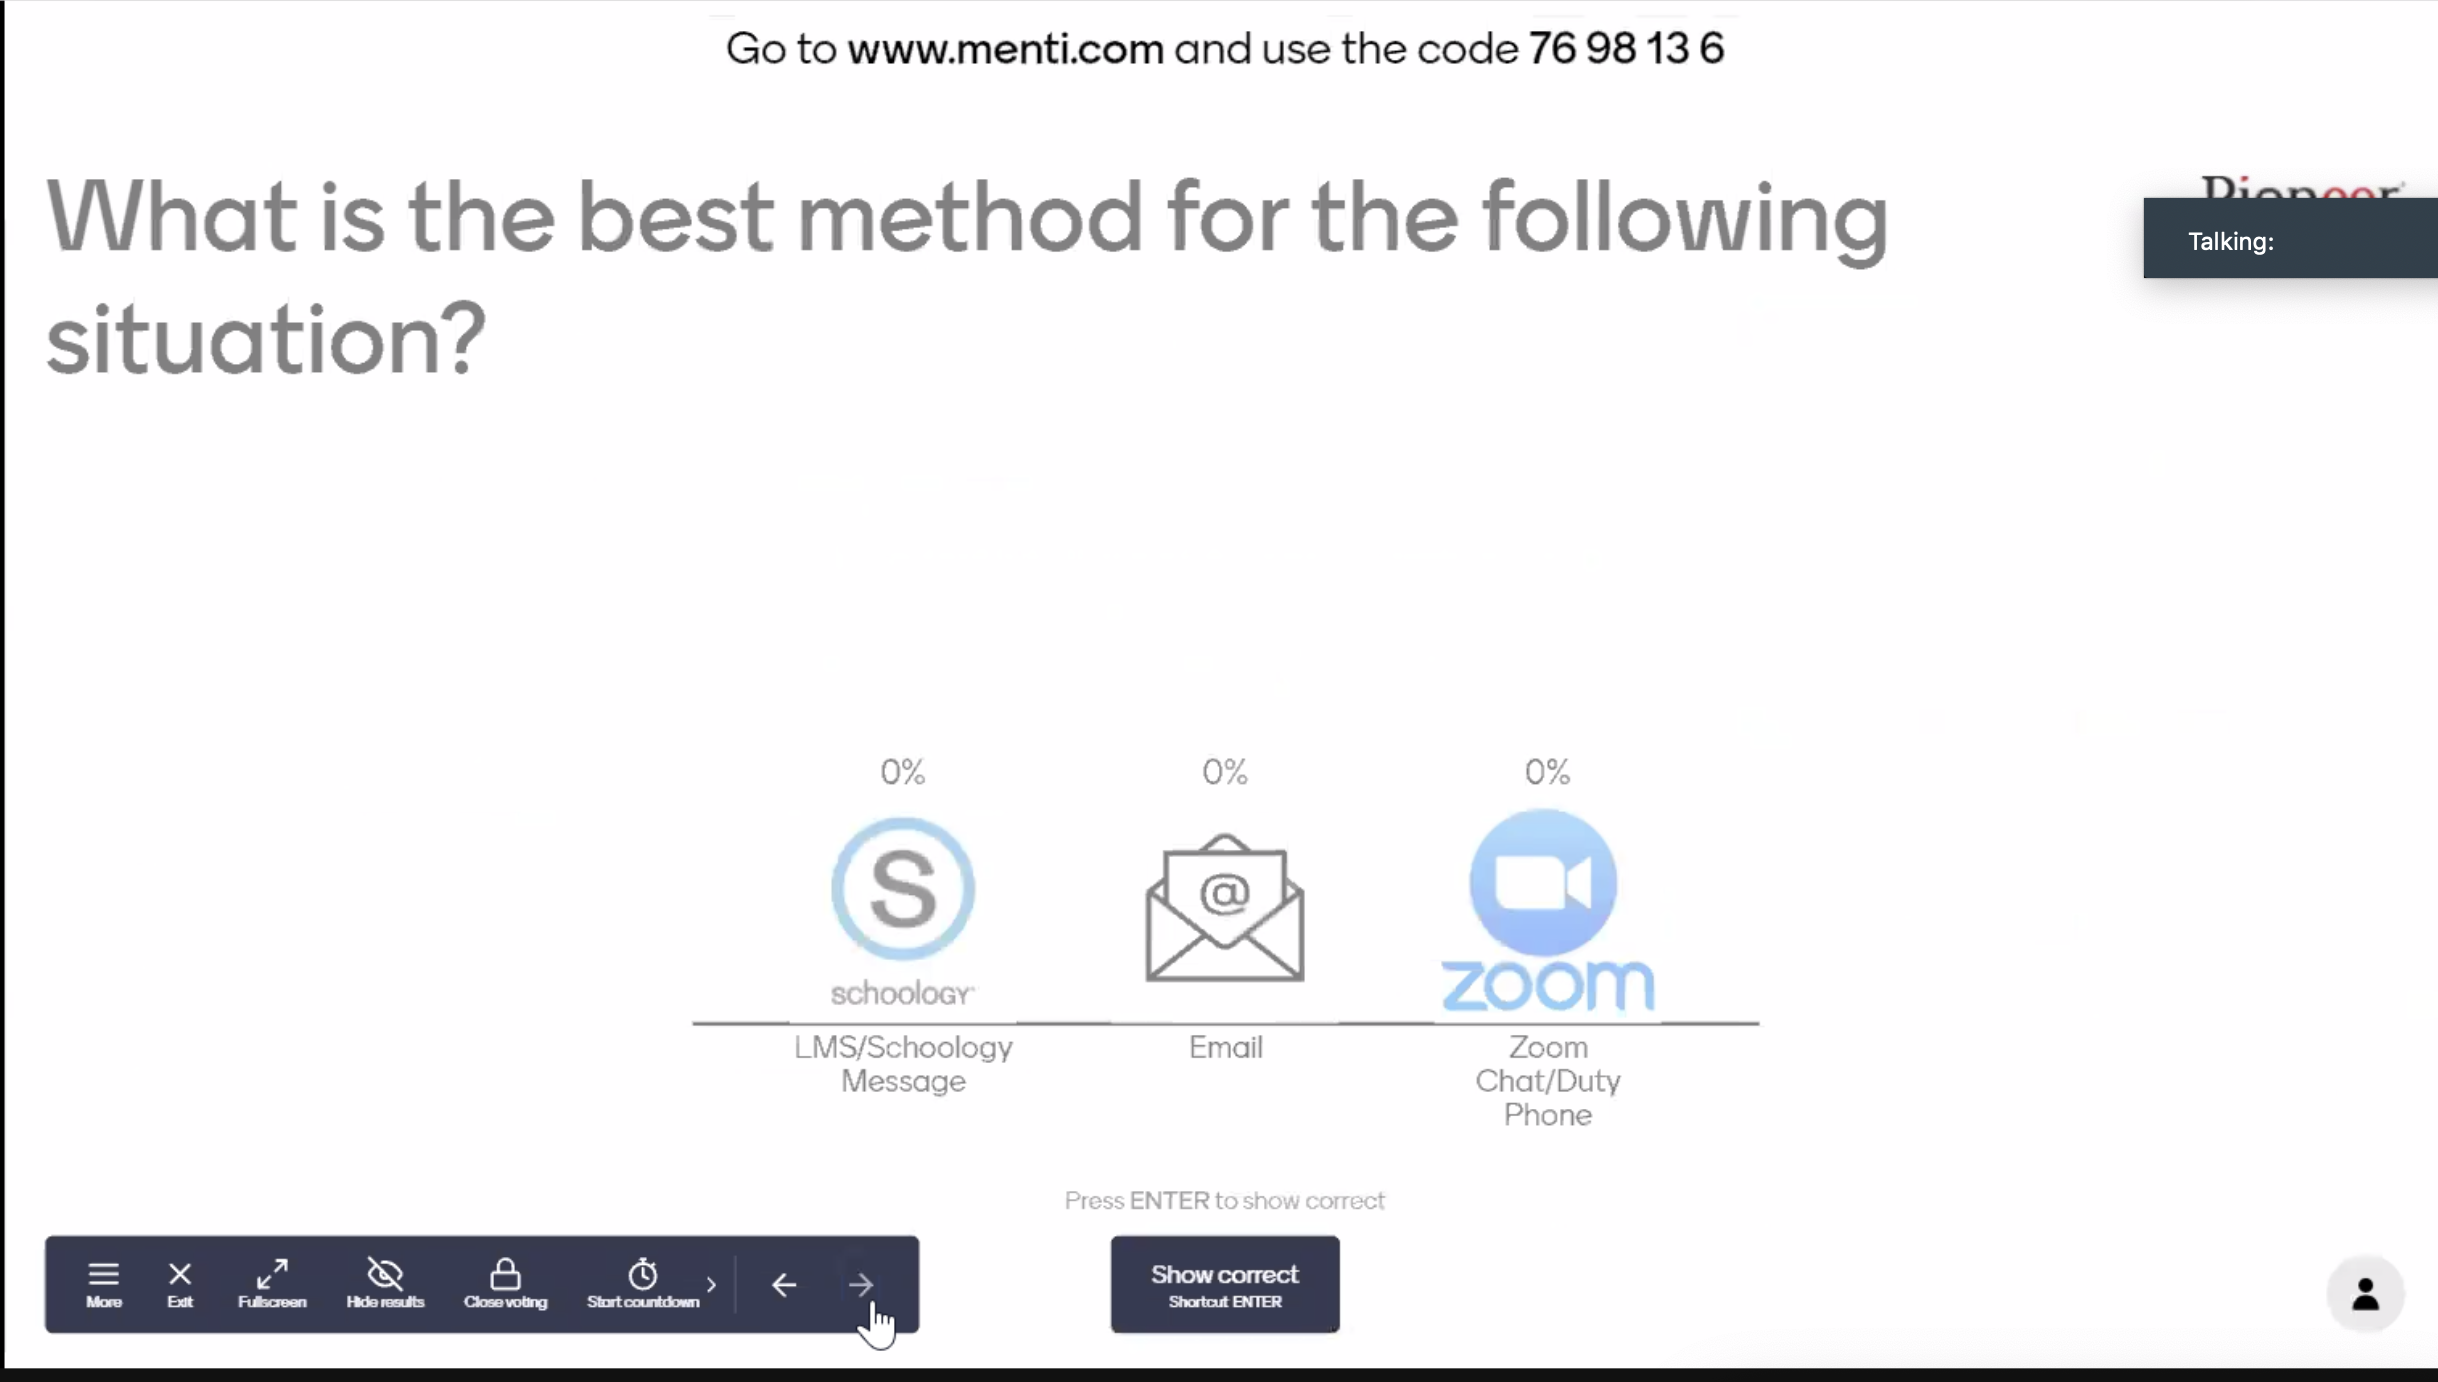 Go to www.menti.com and use the code 76 98 13 6
What is the best method for the following
situation?
Pioneer
Talking:
0%
0%
0%
S
@
schoology
zoom
LMS/Schoology
Message
Email
Zoom
Chat/Duty
Phone
Press ENTER to show correct
More
Exit
Fullscreen
Hide results
Close voting
Start countdown
Show correct
Shortcut ENTER